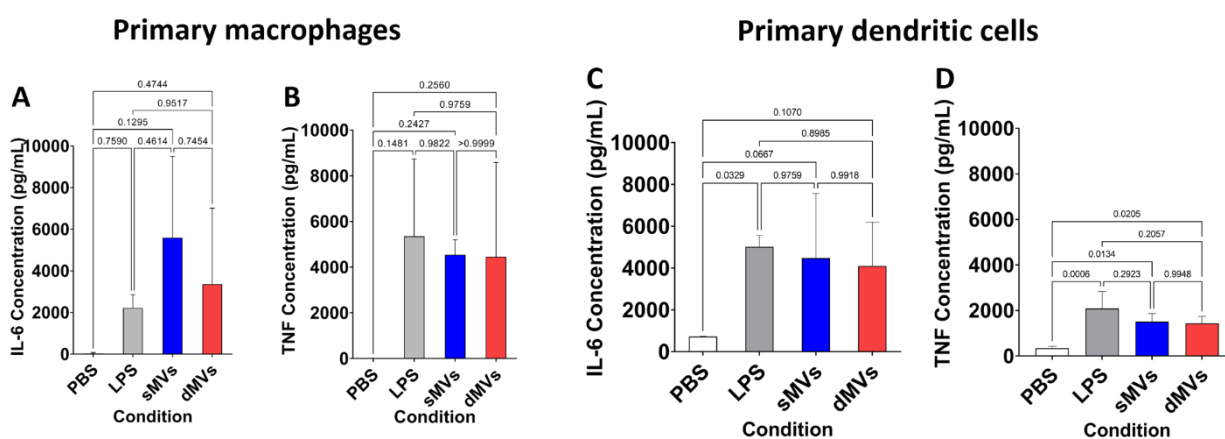 Primary macrophages
Primary dendritic cells
A
0.4744
0.9517
0.1295
0.7590 0.4614 0.7454
IL-6 Concentration (pg/mL)
10000
8000
6000
4000
2000
0
PBS LPS sMVs dMVs
Condition
B
0.2560
0.9759
0.2427
0.1481 0.9822 >0.9999
TNF Concentration (pg/mL)
10000
8000
6000
4000
2000
0
PBS LPS sMVs dMVs
Condition
C
0.1070
0.8985
0.0667
0.0329 0.9759 0.9918
IL-6 Concentration (pg/mL)
10000
8000
6000
4000
2000
0
PBS LPS sMVs dMVs
Condition
D
0.0205
0.2057
0.0134
0.0006 0.2923 0.9948
TNF Concentration (pg/mL)
10000
8000
6000
4000
2000
0
PBS LPS sMVs dMVs
Condition